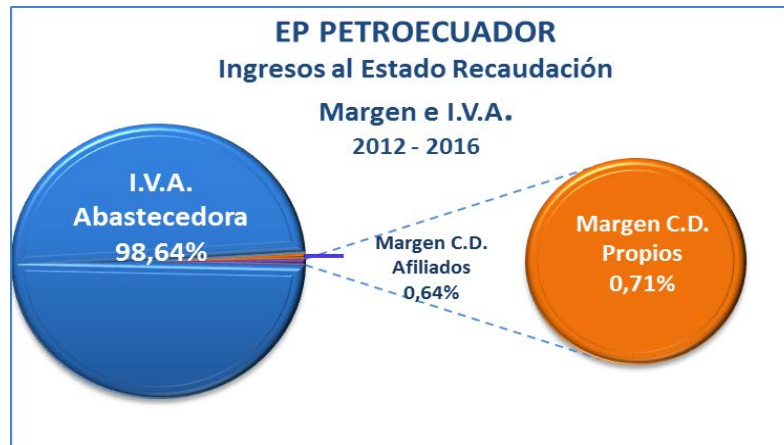 EP PETROECUADOR
Ingresos al Estado Recaudación
Margen e I.V.A.
2012 - 2016
I.V.A.
Abastecedora
98,64%
Margen C.D.
Afiliados
0,64%
Margen C.D.
Propios
0,71%